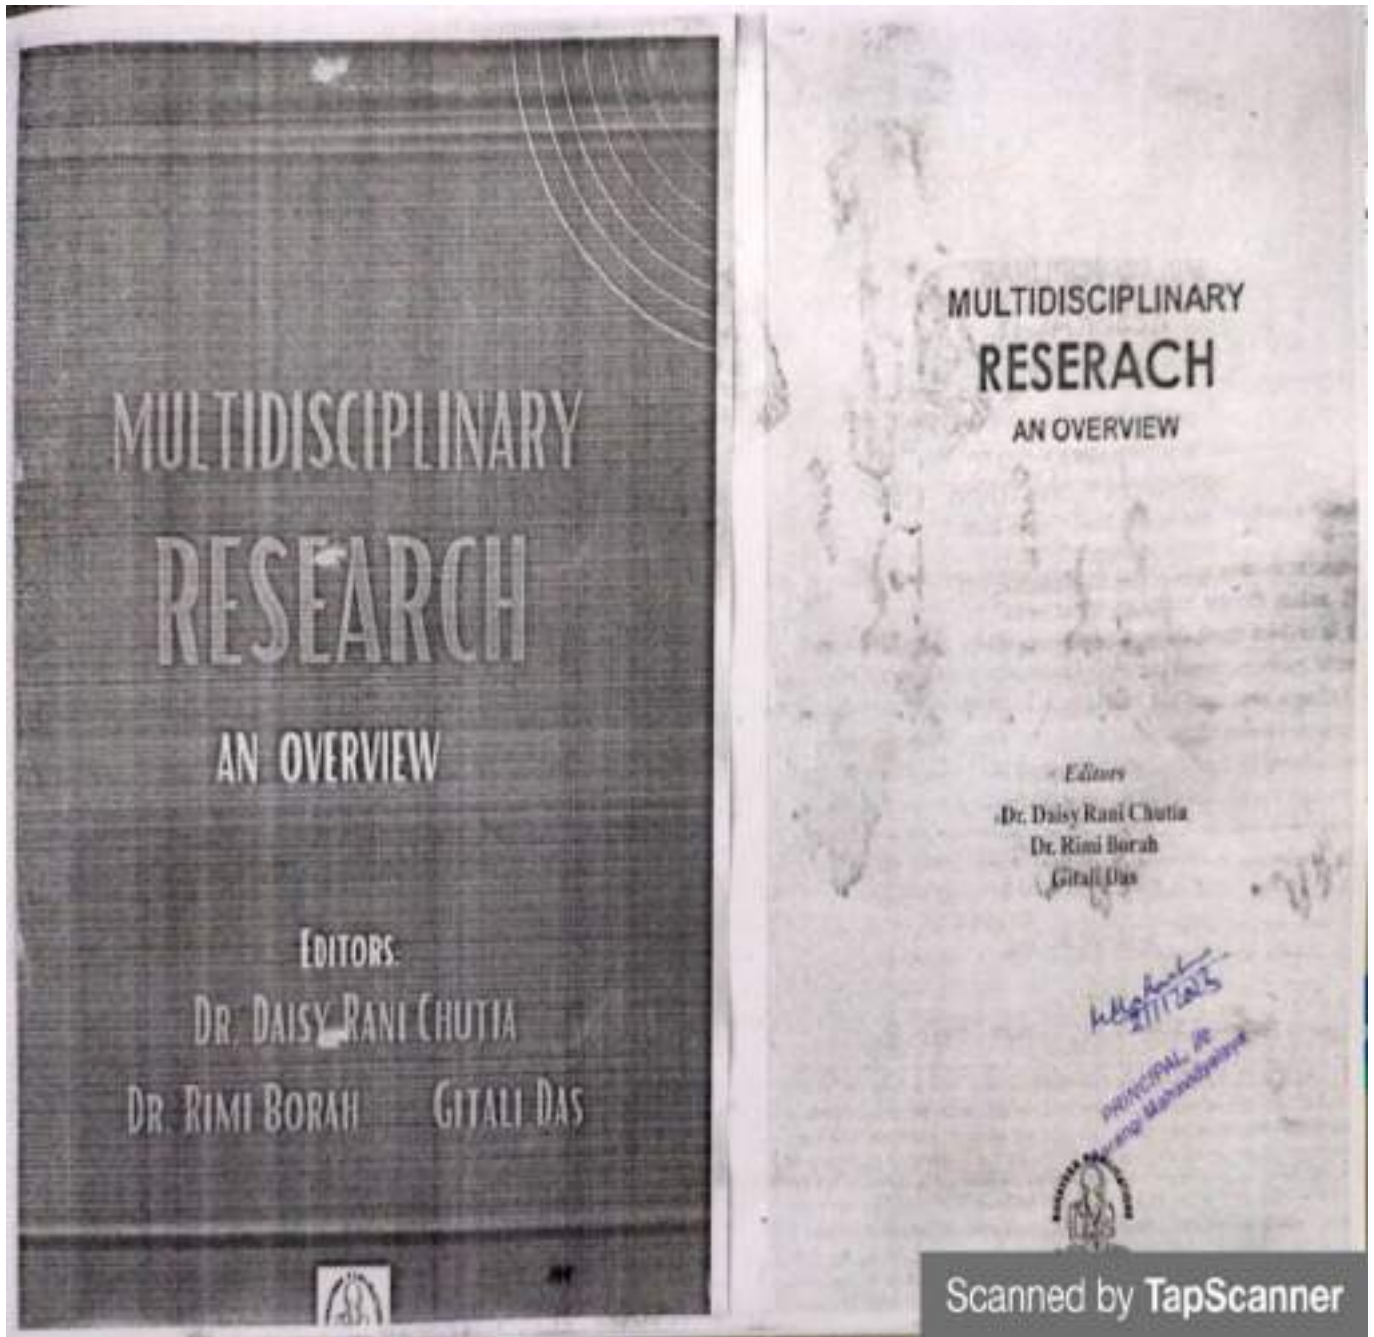 MULTIDISCIPLINARY
RESEARCH
AN OVERVIEW
EDITORS:
DR. DAISY RANI CHUTIA
DR. RIMI BORAH GITALI DAS
MULTIDISCIPLINARY
RESERACH
AN OVERVIEW
Editors
Dr. Daisy Rani Chutia
Dr. Rimi Borah
Gitali Das
PRINCIPAL
Mahavidyalaya
Scanned by TapScanner